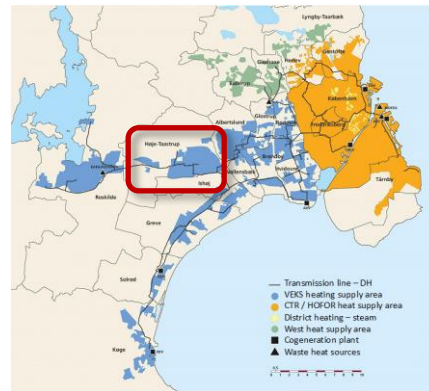 Lyngby-Taarbæk
Gentofte
Gladsaxe
København
Albertslund
Glostrup
Høje-Taastrup
Brøndby
Hvidovre
Vallensbæk
Ishøj
Tårnby
Roskilde
Greve
Solrød
Køge
Transmission line – DH
VEKS heating supply area
CTR / HOFOR heat supply area
District heating – steam
West heat supply area
Cogeneration plant
Waste heat sources